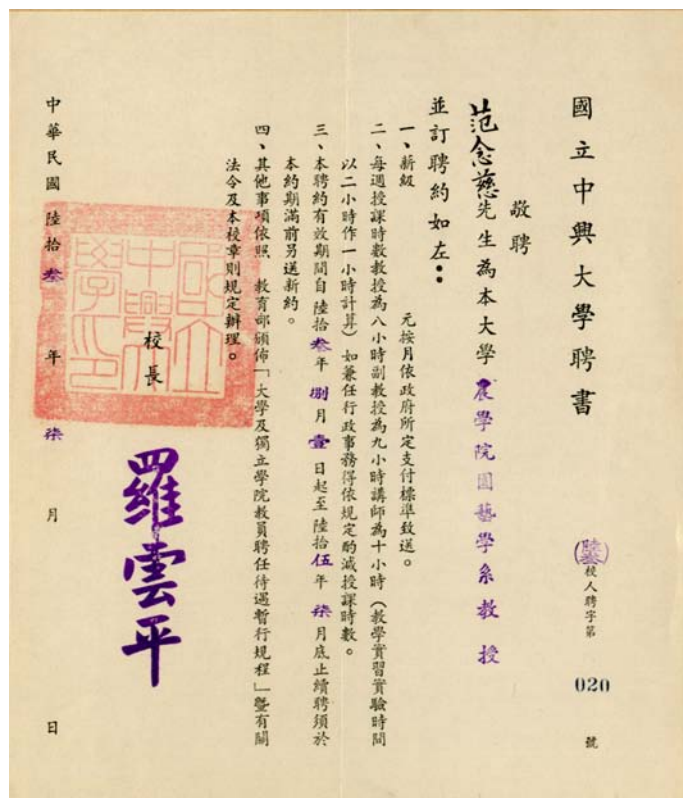 國立中興大學聘書
(陸叁)校人聘字第 020 號
敬聘
范念慈先生為本大學農學院園藝學系教授
並訂聘約如左：
一、薪級 元按月依政府所定支付標準致送。
二、每週授課時數教授為八小時副教授為九小時講師為十小時（教學實習實驗時間
以二小時作一小時計算）如兼任行政事務得依規定酌減授課時數。
三、本聘約有效期間自陸拾叁年捌月壹日起至陸拾伍年柒月底止續聘須於
本約期滿前另送新約。
四、其他事項依照 教育部頒佈「大學及獨立學院教員聘任待遇暫行規程」暨有關
法令及本校章則規定辦理。
校長 羅雲平
國立中興大學印
中華民國陸拾叁年柒月 日